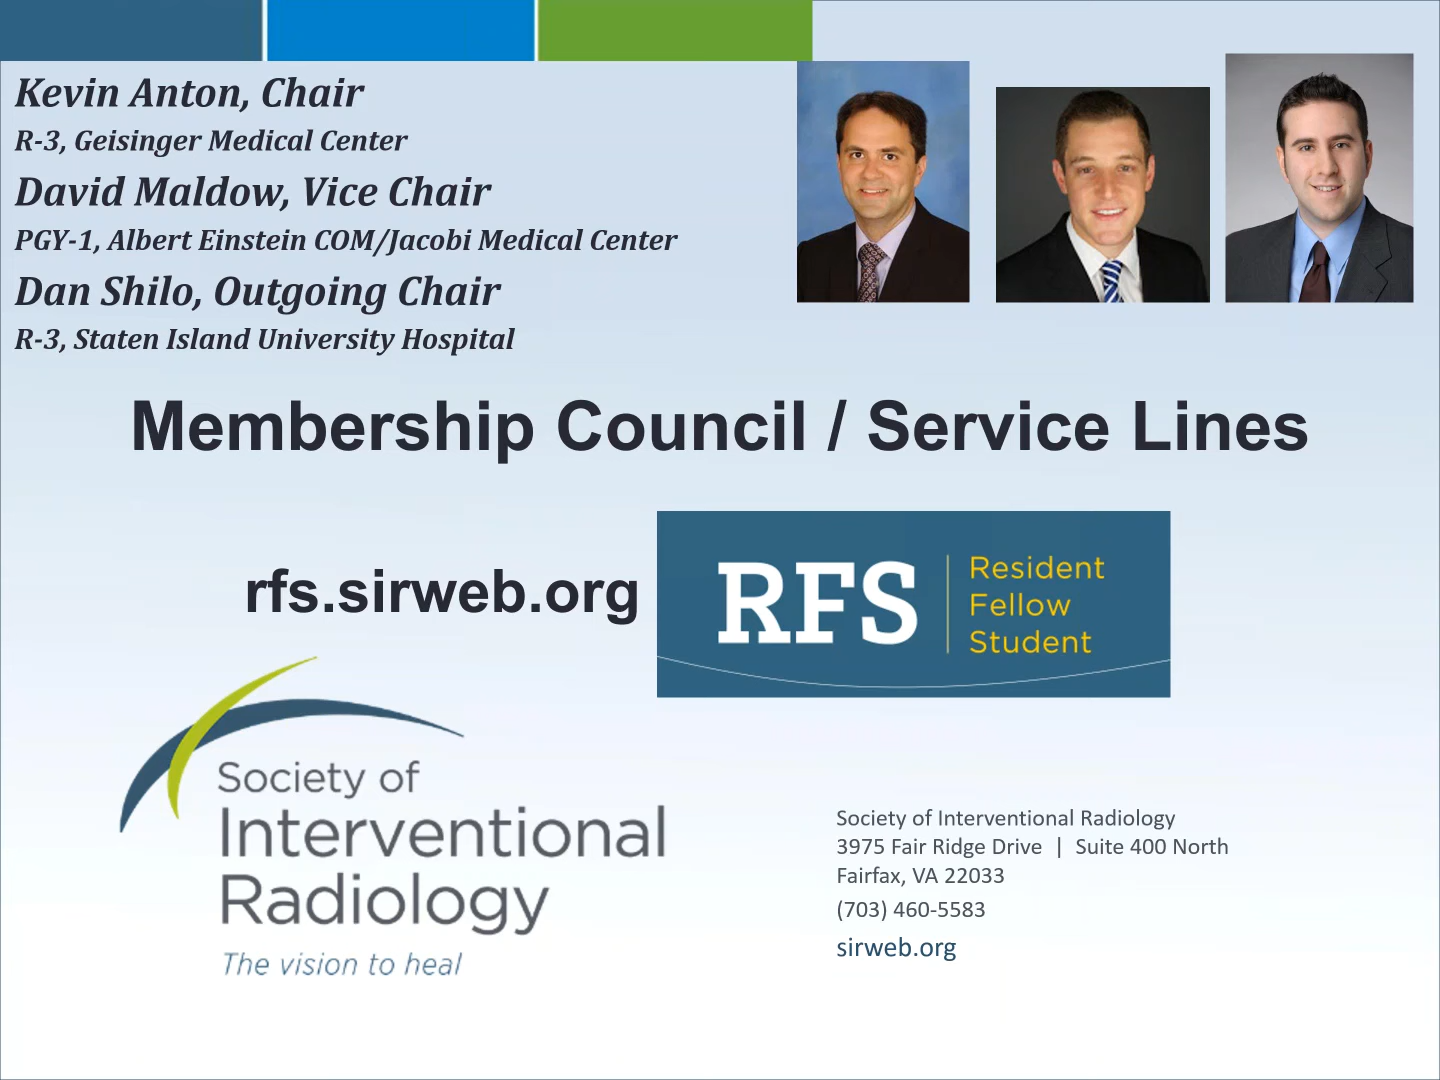 Kevin Anton, Chair
R-3, Geisinger Medical Center
David Maldow, Vice Chair
PGY-1, Albert Einstein COM/Jacobi Medical Center
Dan Shilo, Outgoing Chair
R-3, Staten Island University Hospital
Membership Council / Service Lines
rfs.sirweb.org
RFS
Resident
Fellow
Student
Society of
Interventional
Radiology
The vision to heal
Society of Interventional Radiology
3975 Fair Ridge Drive | Suite 400 North
Fairfax, VA 22033
(703) 460-5583
sirweb.org